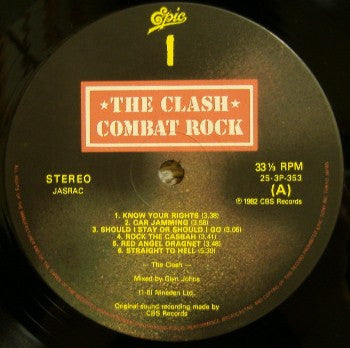 Epic
1
THE CLASH
COMBAT ROCK
STEREO
JASRAC
33⅓ RPM
25·3P-353
(A)
℗ 1982 CBS Records
1. KNOW YOUR RIGHTS (3.38)
2. CAR JAMMING (3.58)
3. SHOULD I STAY OR SHOULD I GO (3.06)
4. ROCK THE CASBAH (3.41)
5. RED ANGEL DRAGNET (3.48)
6. STRAIGHT TO HELL (5.30)
— The Clash —
Mixed by Glyn Johns
Nineden Ltd.
Original sound recording made by
CBS Records